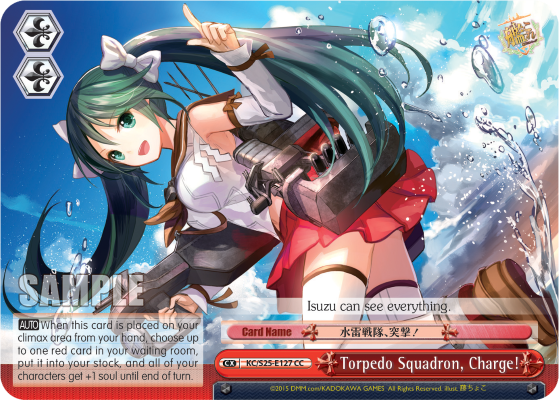 SAMPLE
Isuzu can see everything.
Card Name
水雷戦隊、突撃!
AUTO When this card is placed on your
climax area from your hand, choose up
to one red card in your waiting room,
put it into your stock, and all of your
characters get +1 soul until end of turn.
CX KC/S25-E127 CC
Torpedo Squadron, Charge!
©2015 DMM.com/KADOKAWA GAMES All Rights Reserved. illust. 藤ちょこ